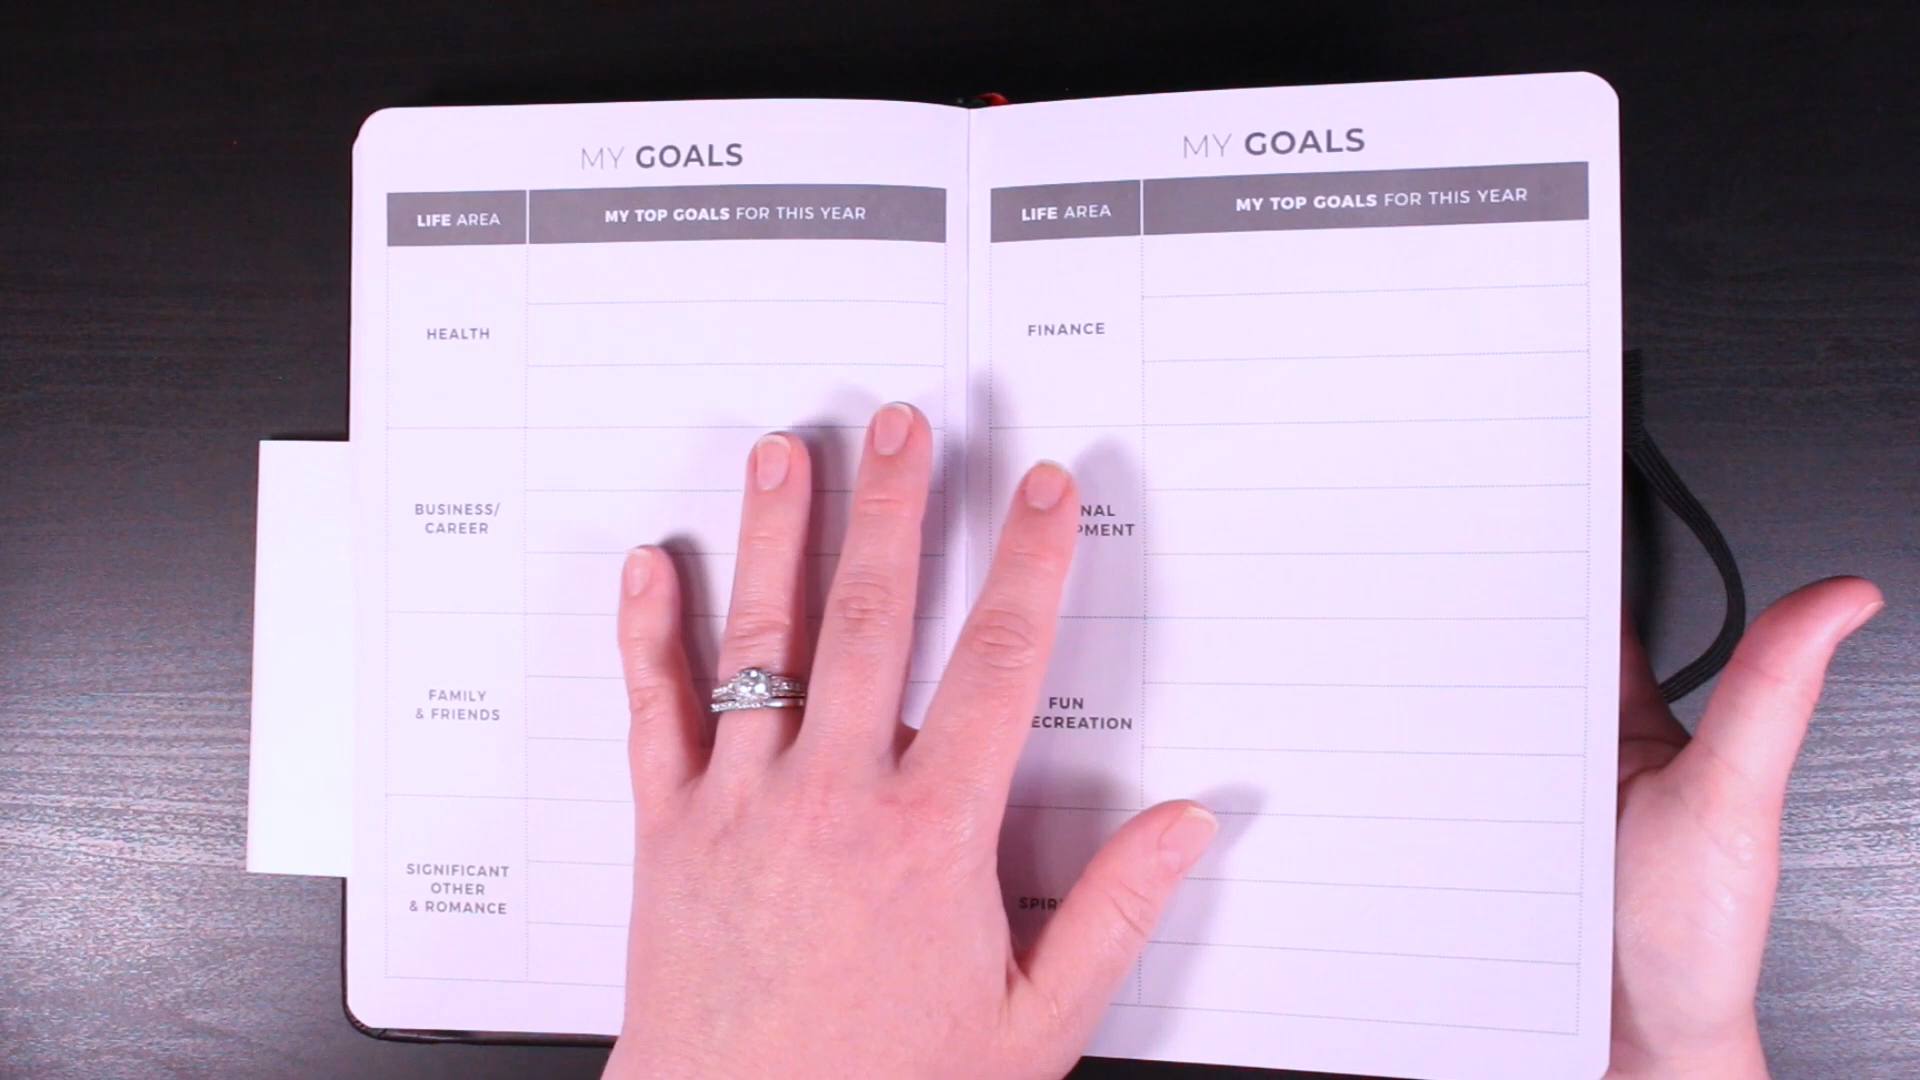 MY GOALS
LIFE AREA
MY TOP GOALS FOR THIS YEAR
HEALTH
BUSINESS/
CAREER
FAMILY
& FRIENDS
SIGNIFICANT
OTHER
& ROMANCE
MY GOALS
LIFE AREA
MY TOP GOALS FOR THIS YEAR
FINANCE
FUN